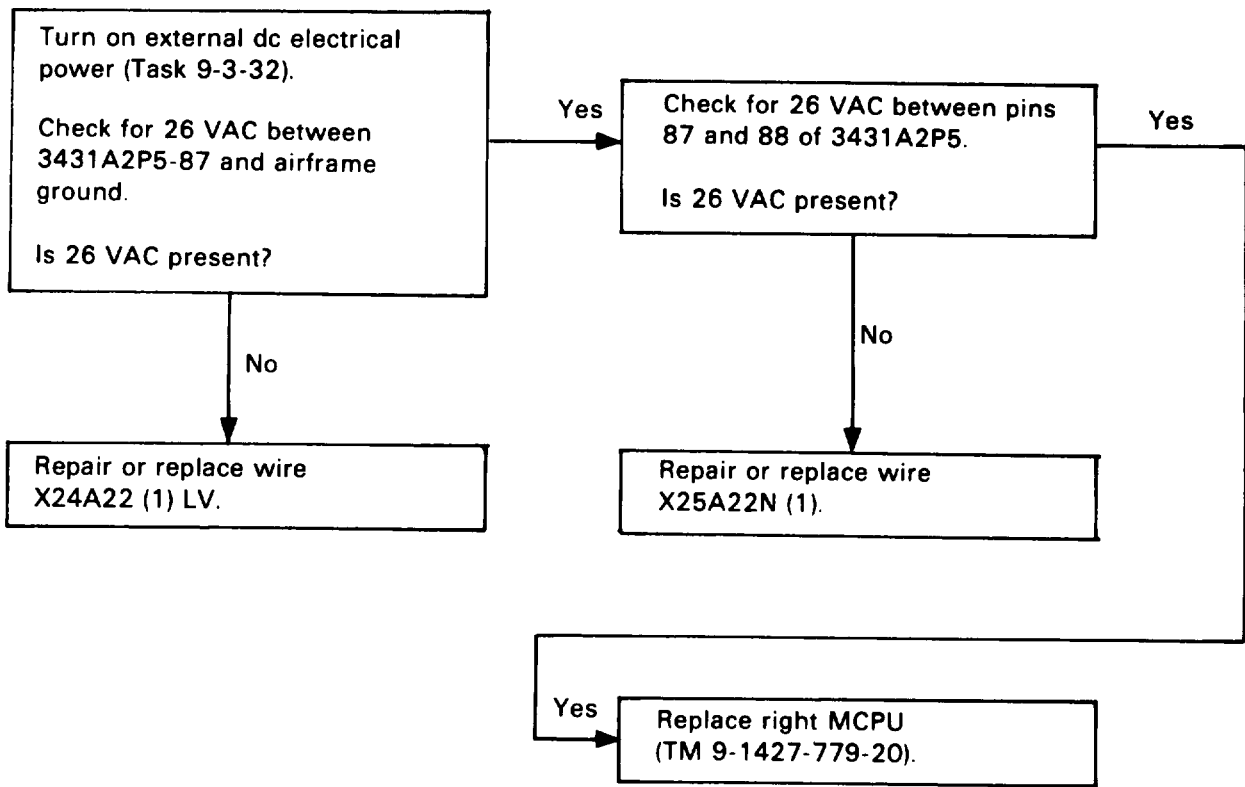 Turn on external dc electrical
power (Task 9-3-32).
Check for 26 VAC between
3431A2P5-87 and airframe
ground.
Is 26 VAC present?
Yes
Check for 26 VAC between pins
87 and 88 of 3431A2P5.
Is 26 VAC present?
Yes
No
No
Repair or replace wire
X24A22 (1) LV.
Repair or replace wire
X25A22N (1).
Yes
Replace right MCPU
(TM 9-1427-779-20).